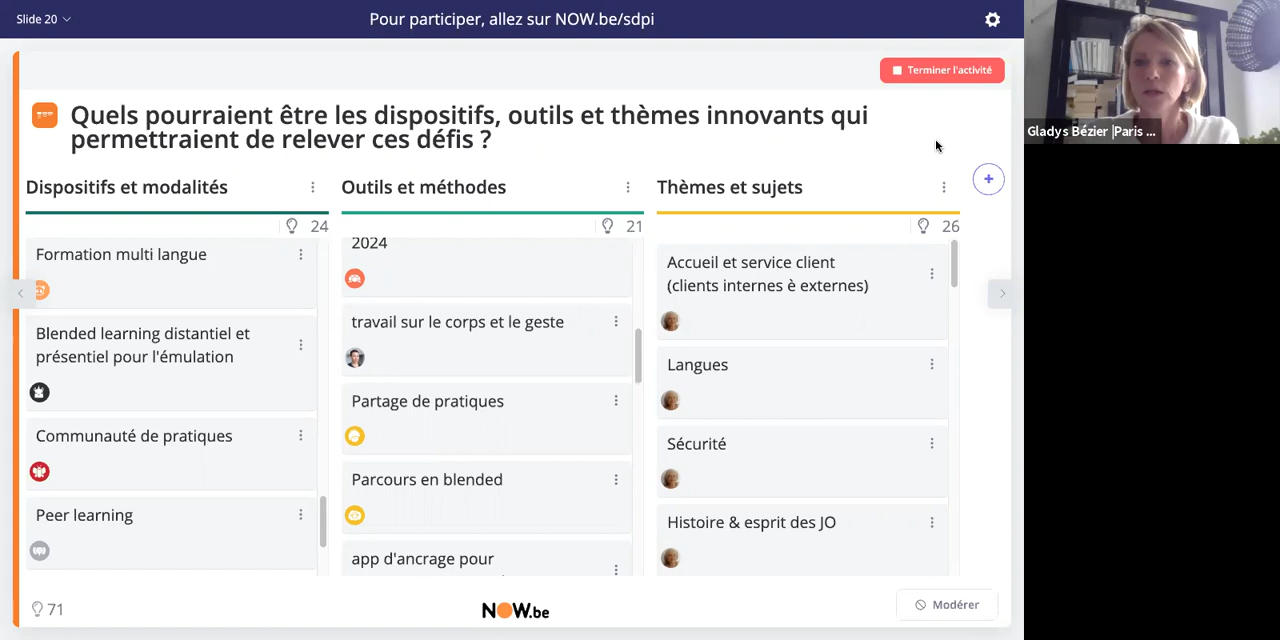 Slide 20
Pour participer, allez sur NOW.be/sdpi
Terminer l'activité
Quels pourraient être les dispositifs, outils et thèmes innovants qui
permettraient de relever ces défis ?
Dispositifs et modalités
24
Formation multi langue
Blended learning distantiel et
présentiel pour l'émulation
Communauté de pratiques
Peer learning
Outils et méthodes
21
2024
travail sur le corps et le geste
Partage de pratiques
Parcours en blended
app d'ancrage pour
Thèmes et sujets
26
Accueil et service client
(clients internes è externes)
Langues
Sécurité
Histoire & esprit des JO
71
NOW.be
Modérer
Gladys Bézier |Paris ...